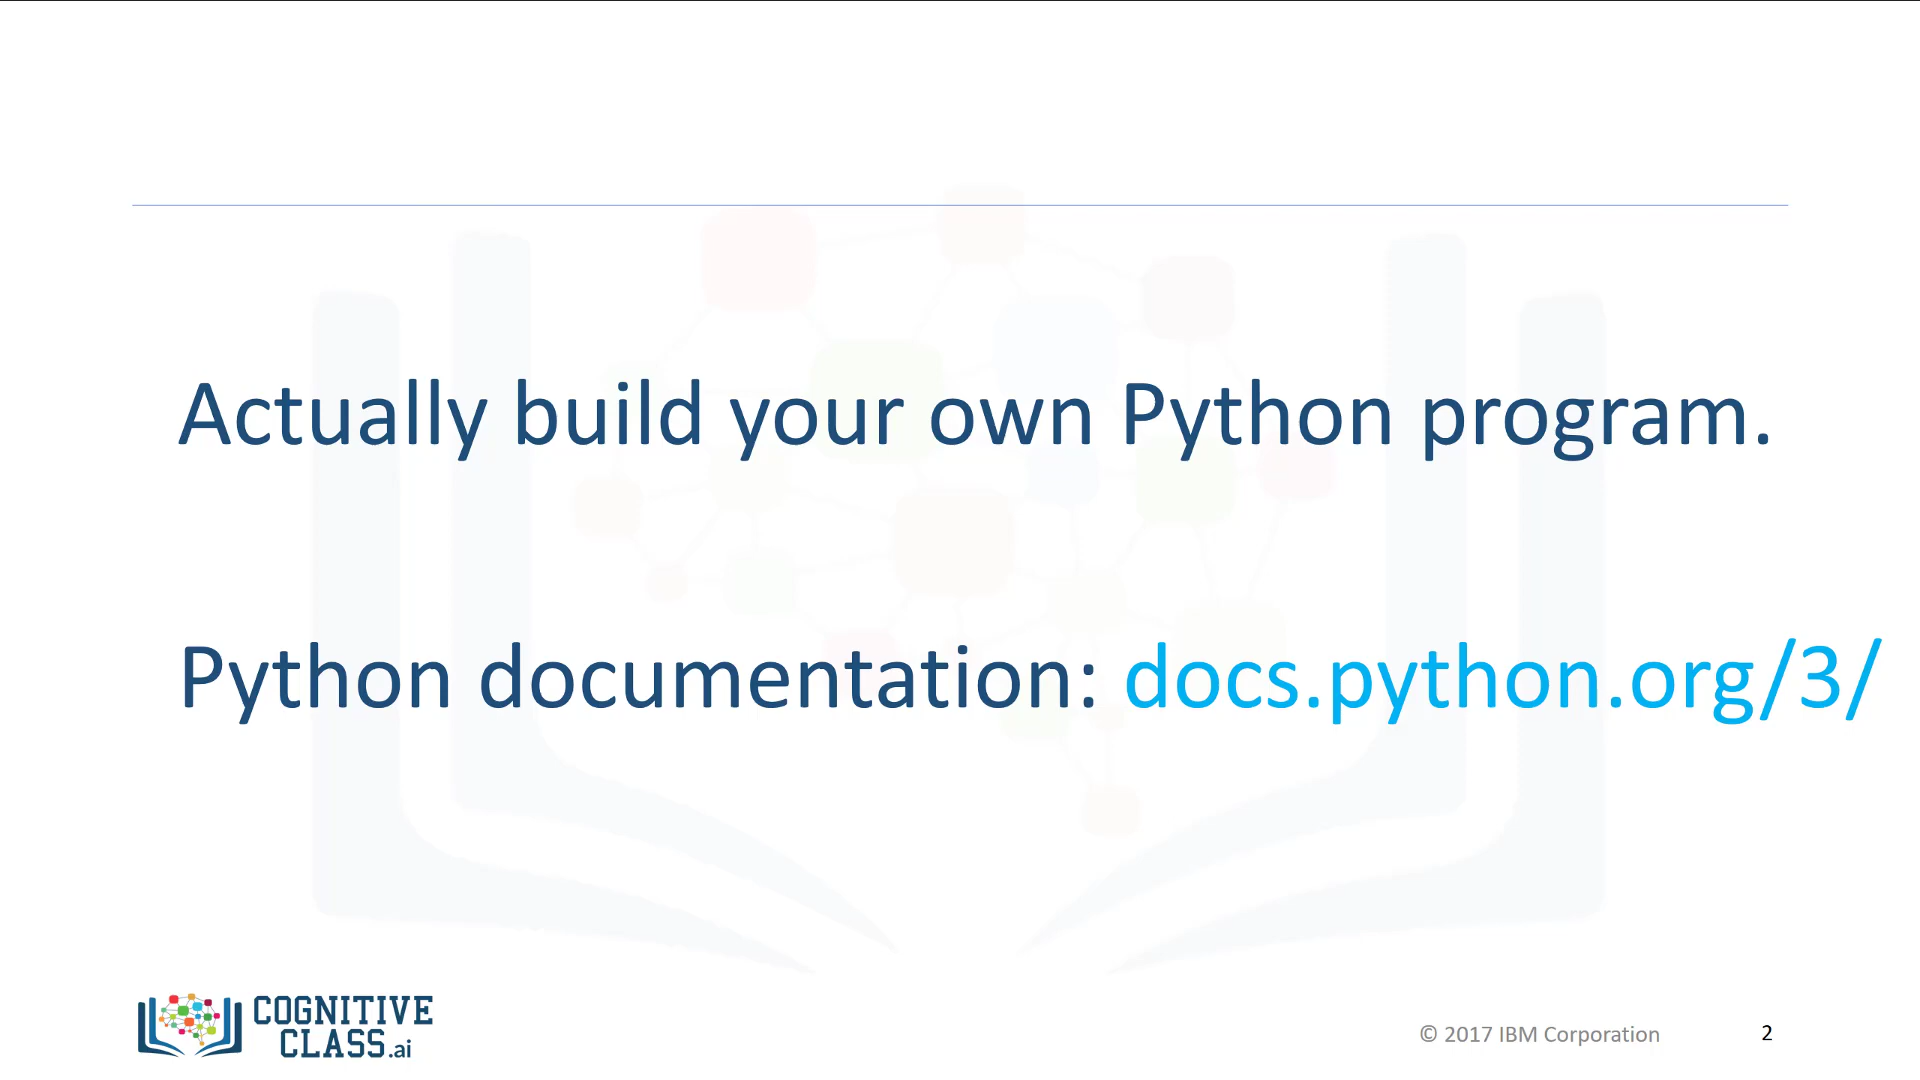 Actually build your own Python program.
Python documentation: docs.python.org/3/
COGNITIVE
CLASS.ai
© 2017 IBM Corporation
2